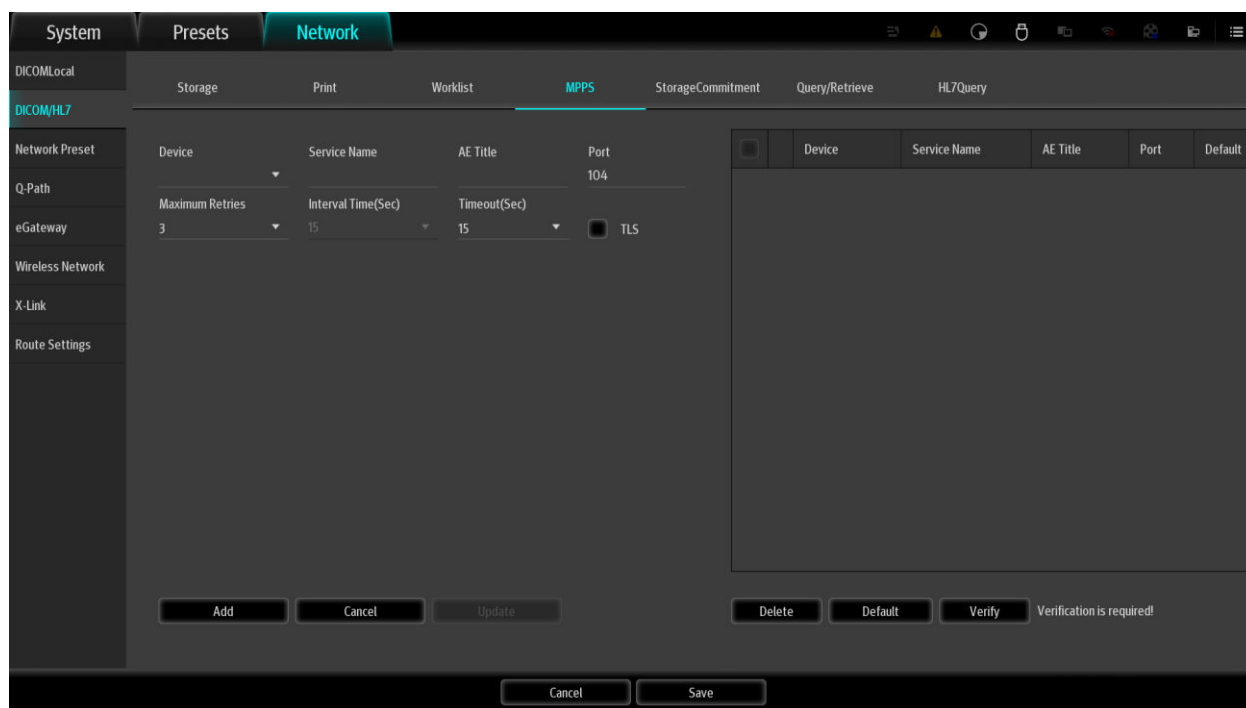 System Presets Network
DICOMLocal
DICOM/HL7
Network Preset
Q-Path
eGateway
Wireless Network
X-Link
Route Settings
Storage Print Worklist MPPS StorageCommitment Query/Retrieve HL7Query
Device Service Name AE Title Port
104
Maximum Retries Interval Time(Sec) Timeout(Sec)
3 15 15 TLS
Device Service Name AE Title Port Default
Add Cancel Update
Delete Default Verify Verification is required!
Cancel Save